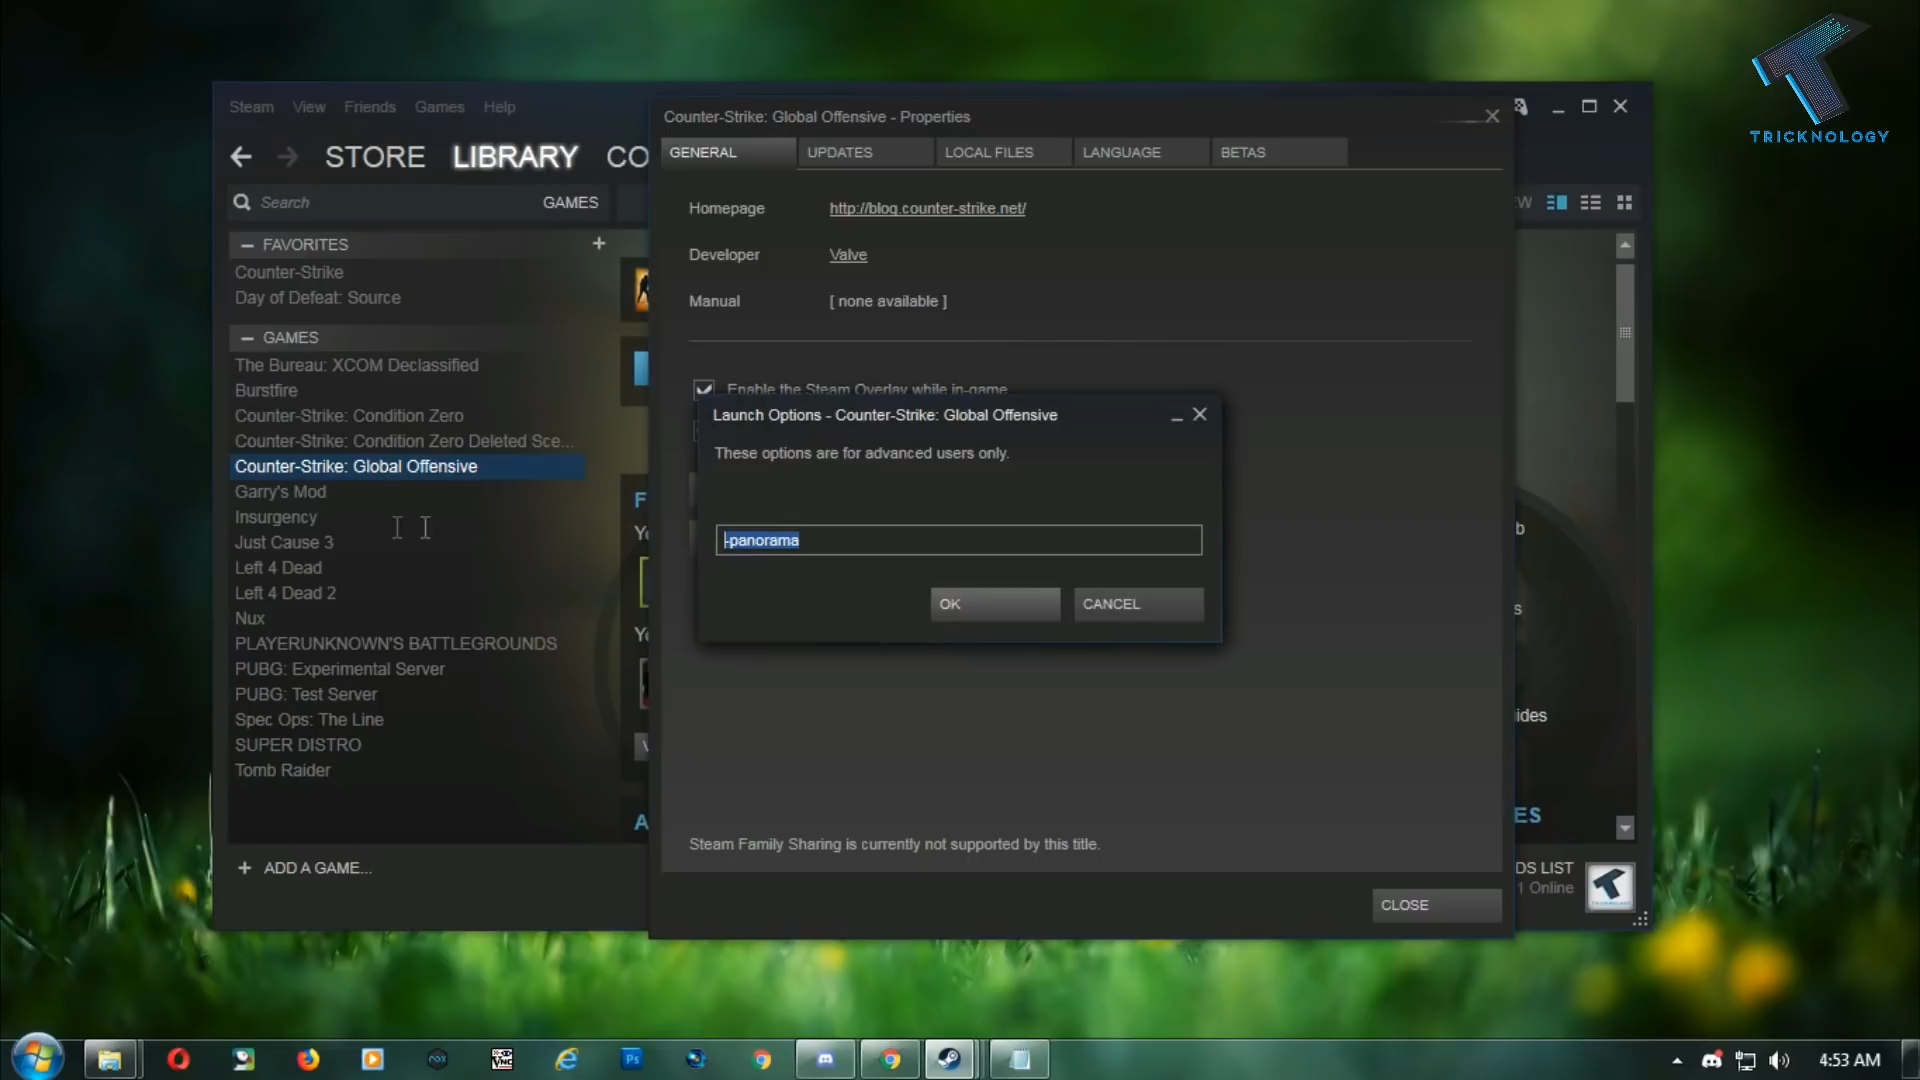 TRICKNOLOGY
Steam View Friends Games Help
STORE LIBRARY CO
Search GAMES
FAVORITES +
Counter-Strike
Day of Defeat: Source
GAMES
The Bureau: XCOM Declassified
Burstfire
Counter-Strike: Condition Zero
Counter-Strike: Condition Zero Deleted Sce...
Counter-Strike: Global Offensive
Garry's Mod
Insurgency
Just Cause 3
Left 4 Dead
Left 4 Dead 2
Nux
PLAYERUNKNOWN'S BATTLEGROUNDS
PUBG: Experimental Server
PUBG: Test Server
Spec Ops: The Line
SUPER DISTRO
Tomb Raider
+ ADD A GAME...
Counter-Strike: Global Offensive - Properties
GENERAL UPDATES LOCAL FILES LANGUAGE BETAS
Homepage http://blog.counter-strike.net/
Developer Valve
Manual [ none available ]
Enable the Steam Overlay while in-game
Launch Options - Counter-Strike: Global Offensive
These options are for advanced users only.
-panorama
OK CANCEL
Steam Family Sharing is currently not supported by this title.
CLOSE
EW
b
s
ides
ES
DS LIST
1 Online
F
Yo
Yo
V
A
Ps
4:53 AM